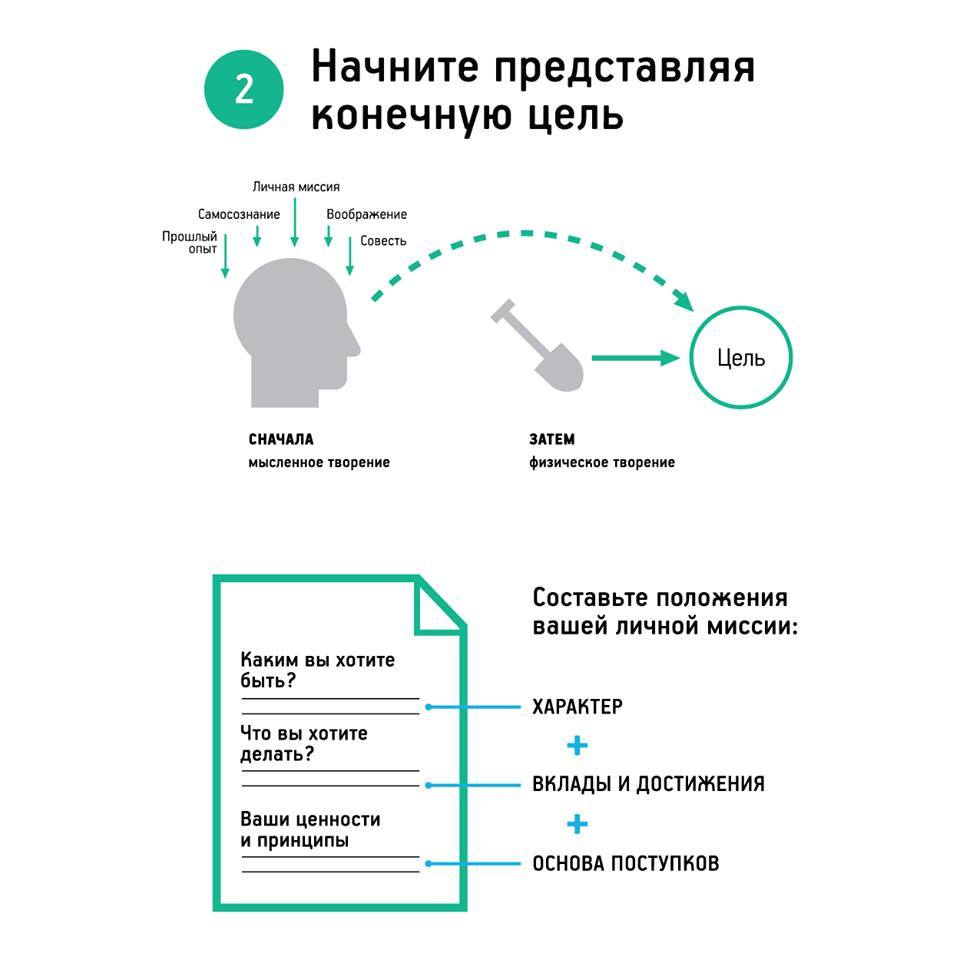 2
Начните представляя
конечную цель
Личная миссия
Самосознание
Воображение
Прошлый
опыт
Совесть
Цель
СНАЧАЛА
мысленное творение
ЗАТЕМ
физическое творение
Составьте положения
вашей личной миссии:
Каким вы хотите
быть?
ХАРАКТЕР
+
Что вы хотите
делать?
ВКЛАДЫ И ДОСТИЖЕНИЯ
+
Ваши ценности
и принципы
ОСНОВА ПОСТУПКОВ